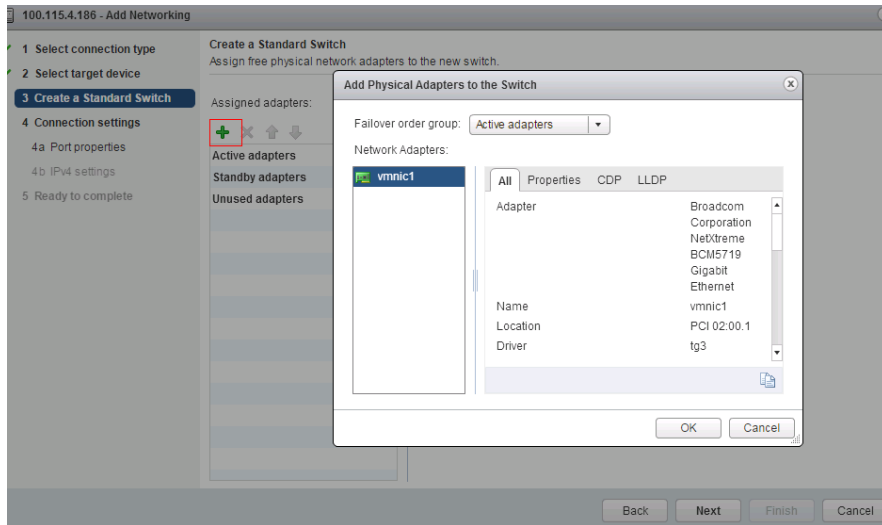 100.115.4.186 - Add Networking
1 Select connection type
2 Select target device
3 Create a Standard Switch
4 Connection settings
4a Port properties
4b IPv4 settings
5 Ready to complete
Create a Standard Switch
Assign free physical network adapters to the new switch.
Assigned adapters:
Active adapters
Standby adapters
Unused adapters
Add Physical Adapters to the Switch
Failover order group: Active adapters
Network Adapters:
vmnic1
All Properties CDP LLDP
Adapter Broadcom
Corporation
NetXtreme
BCM5719
Gigabit
Ethernet
Name vmnic1
Location PCI 02:00.1
Driver tg3
OK Cancel
Back Next Finish Cancel